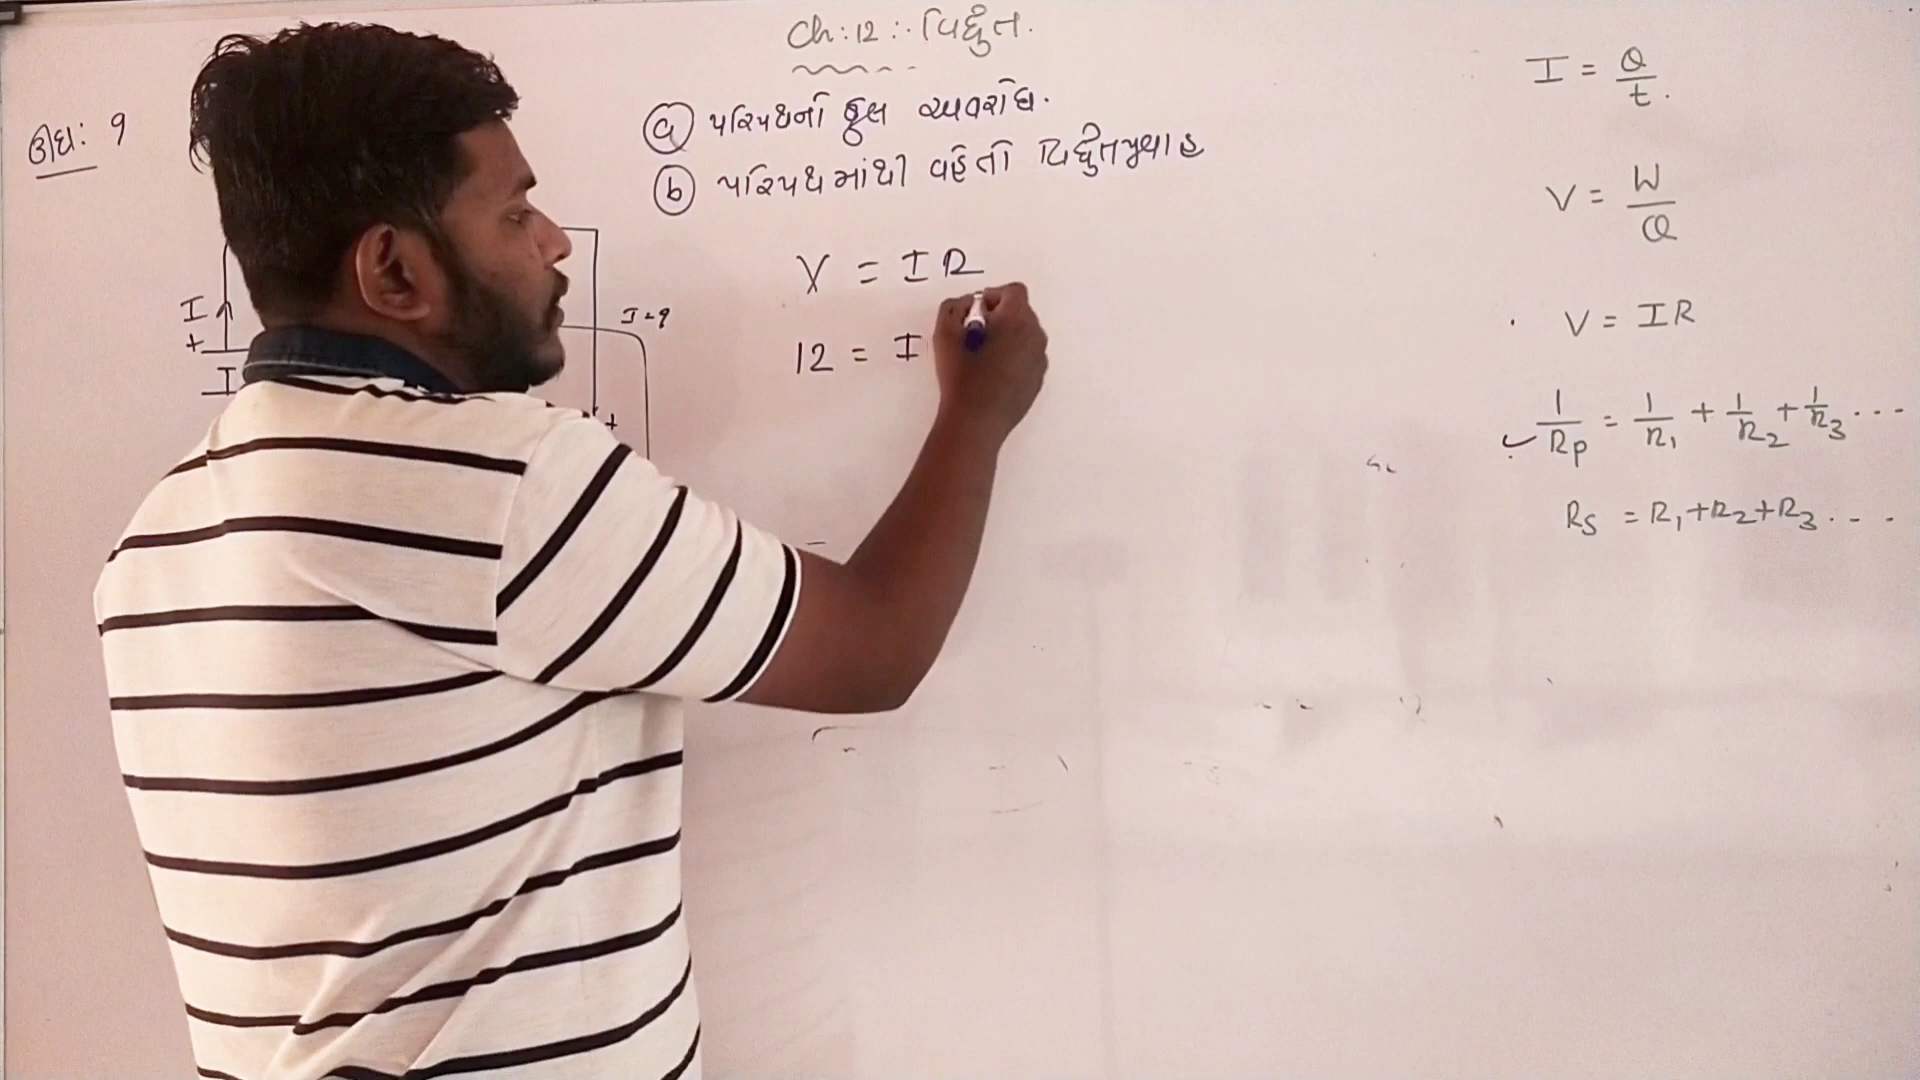 Ch:12 :. વિદ્યુત.
ઊદા: 9
(a) પરિપથનો કુલ અવરોધ.
(b) પરિપથમાંથી વહેતો વિદ્યુતપ્રવાહ
V = IR
12 = I
I
+
I
I = ?
+
I = Q/t.
V = W/Q
V = IR
1/Rp = 1/R₁ + 1/R₂ + 1/R₃ ...
Rs = R₁+R₂+R₃ ...